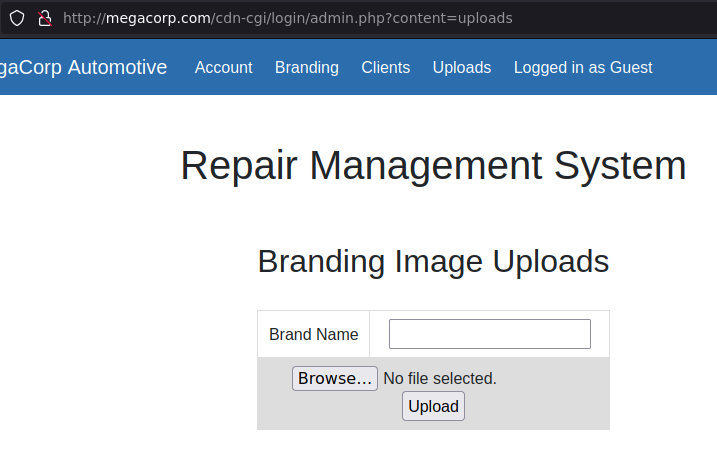 http://megacorp.com/cdn-cgi/login/admin.php?content=uploads
gaCorp Automotive Account Branding Clients Uploads Logged in as Guest
Repair Management System
Branding Image Uploads
Brand Name
Browse... No file selected.
Upload